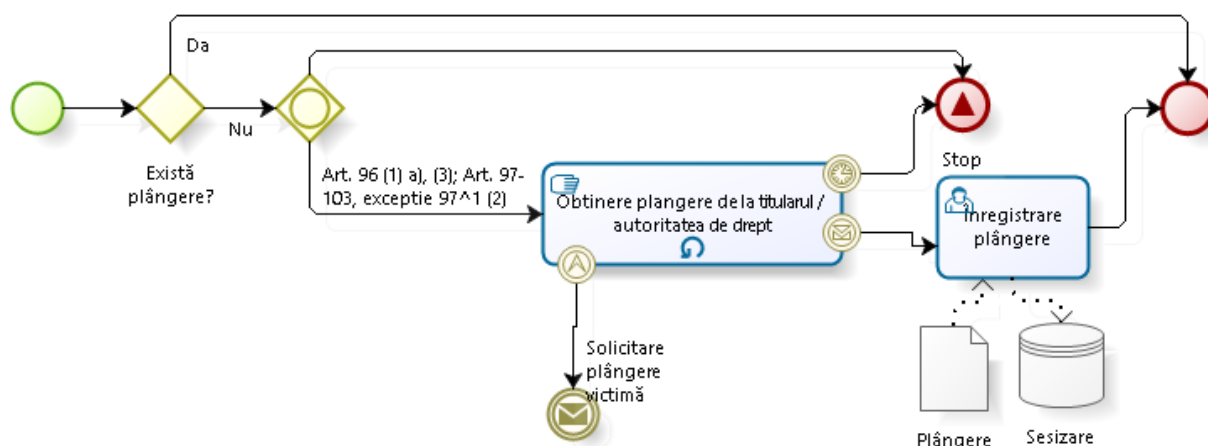 Da
Nu
Există
plângere?
Art. 96 (1) a), (3); Art. 97-
103, exceptie 97^1 (2)
Obtinere plangere de la titularul /
autoritatea de drept
Stop
Înregistrare
plângere
Solicitare
plângere
victimă
Plângere
Sesizare